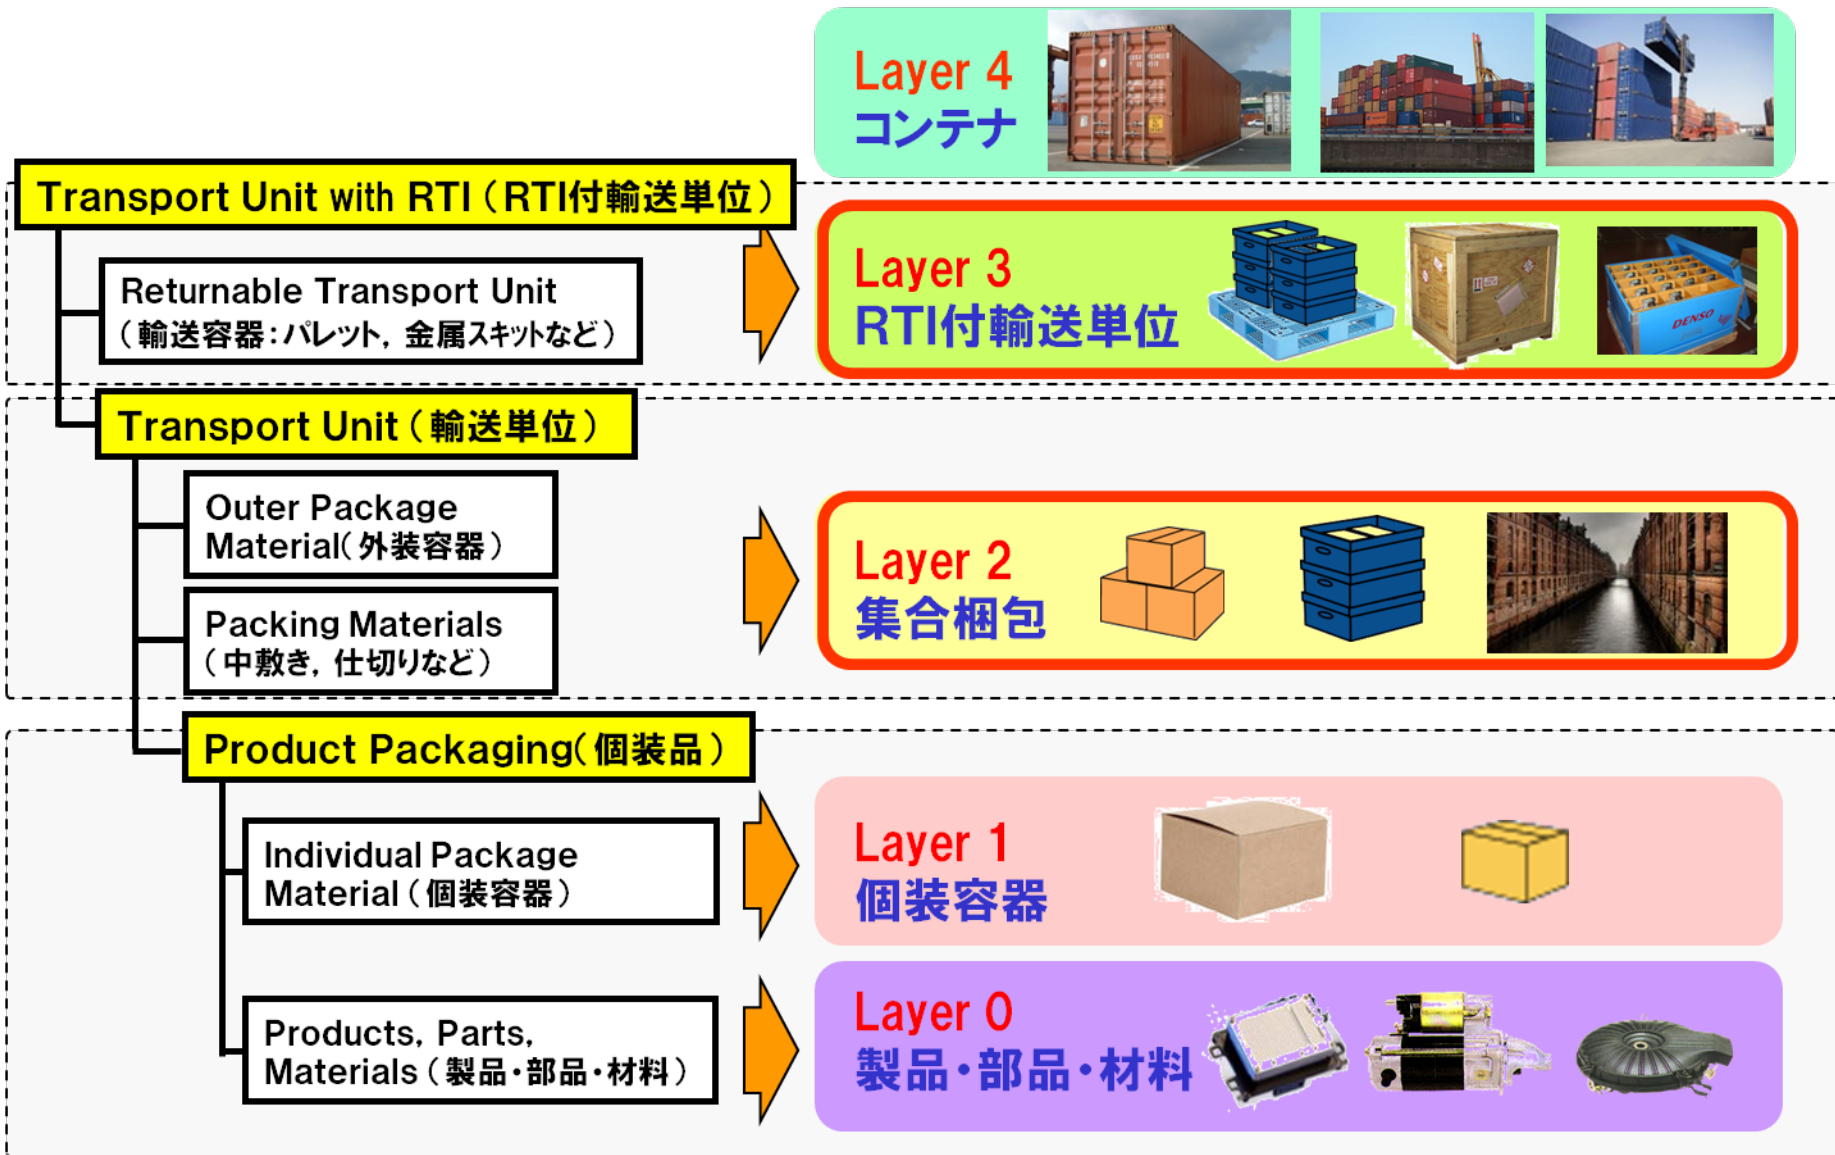 Layer 4
コンテナ
Transport Unit with RTI（RTI付輸送単位）
Returnable Transport Unit
（輸送容器：パレット，金属スキットなど）
Layer 3
RTI付輸送単位
DENSO
Transport Unit（輸送単位）
Outer Package
Material（外装容器）
Packing Materials
（中敷き，仕切りなど）
Layer 2
集合梱包
Product Packaging（個装品）
Individual Package
Material（個装容器）
Layer 1
個装容器
Products, Parts,
Materials（製品・部品・材料）
Layer 0
製品・部品・材料